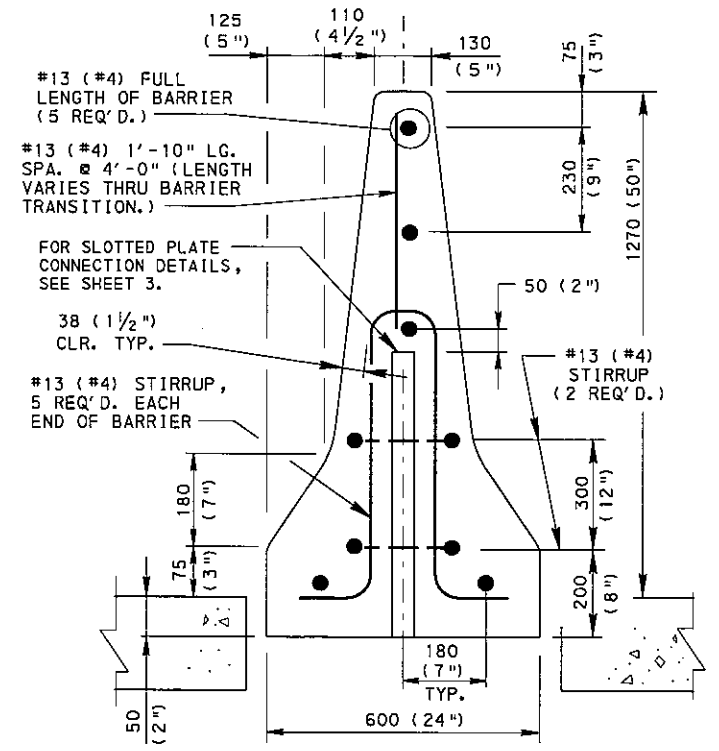 125
(5")
110
(4 1/2")
130
(5")
75
(3")
#13 (#4) FULL
LENGTH OF BARRIER
(5 REQ'D.)
#13 (#4) 1'-10" LG.
SPA. @ 4'-0" (LENGTH
VARIES THRU BARRIER
TRANSITION.)
230
(9")
1270 (50")
FOR SLOTTED PLATE
CONNECTION DETAILS,
SEE SHEET 3.
50 (2")
38 (1 1/2")
CLR. TYP.
#13 (#4)
STIRRUP
(2 REQ'D.)
#13 (#4) STIRRUP,
5 REQ'D. EACH
END OF BARRIER
180
(7")
300
(12")
75
(3")
200
(8")
180
(7")
TYP.
50
(2")
600 (24")